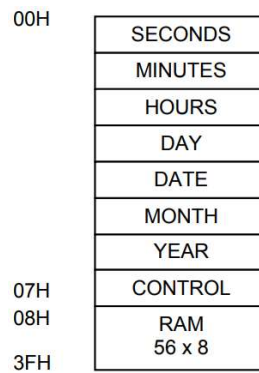 00H
SECONDS
MINUTES
HOURS
DAY
DATE
MONTH
YEAR
07H CONTROL
08H RAM
56 x 8
3FH